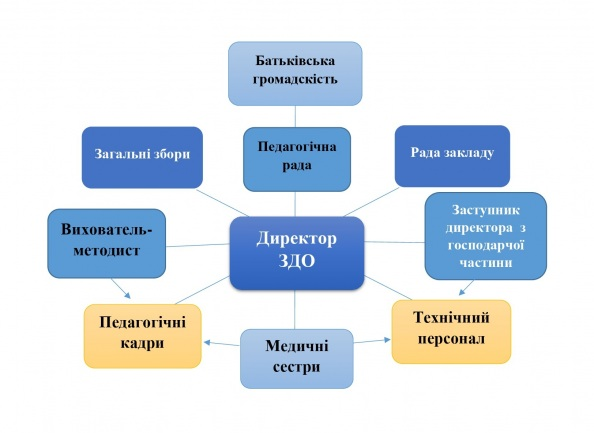 Батьківська
громадскість
Загальні збори
Педагогічна
рада
Рада закладу
Вихователь-
методист
Директор
ЗДО
Заступник
директора з
господарчої
частини
Педагогічні
кадри
Медичні
сестри
Технічний
персонал